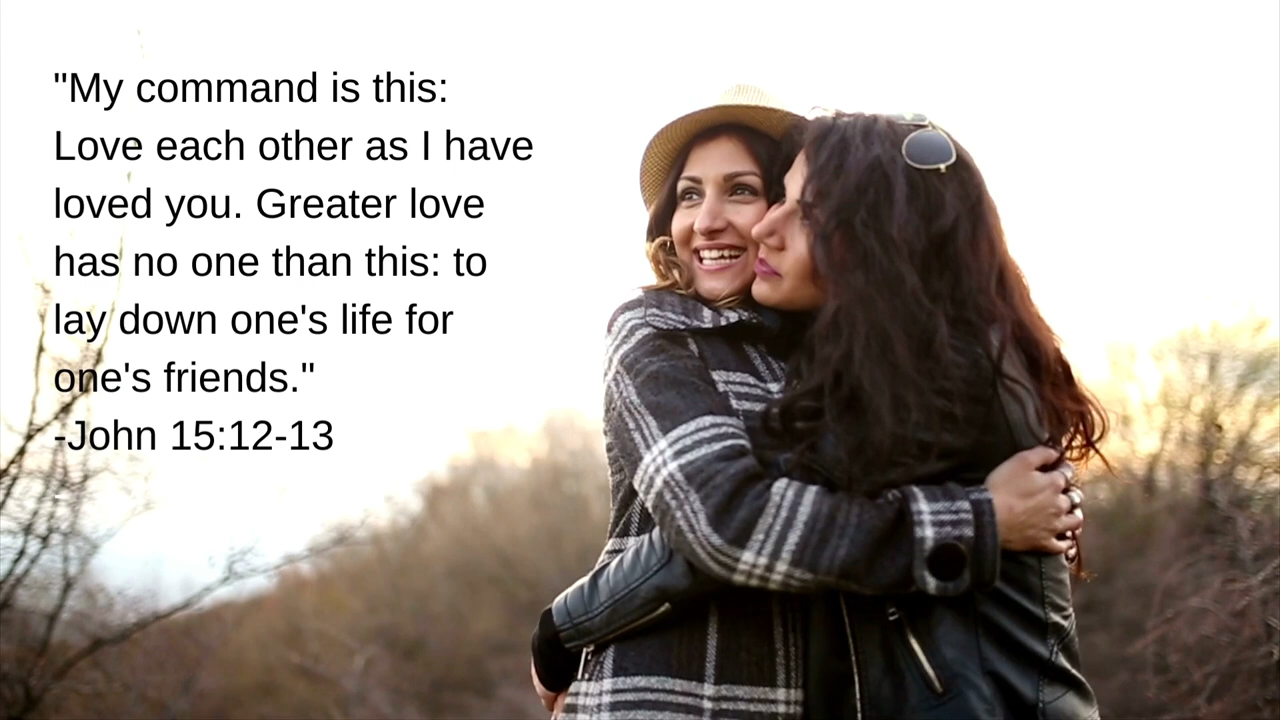 "My command is this:
Love each other as I have
loved you. Greater love
has no one than this: to
lay down one's life for
one's friends."
-John 15:12-13